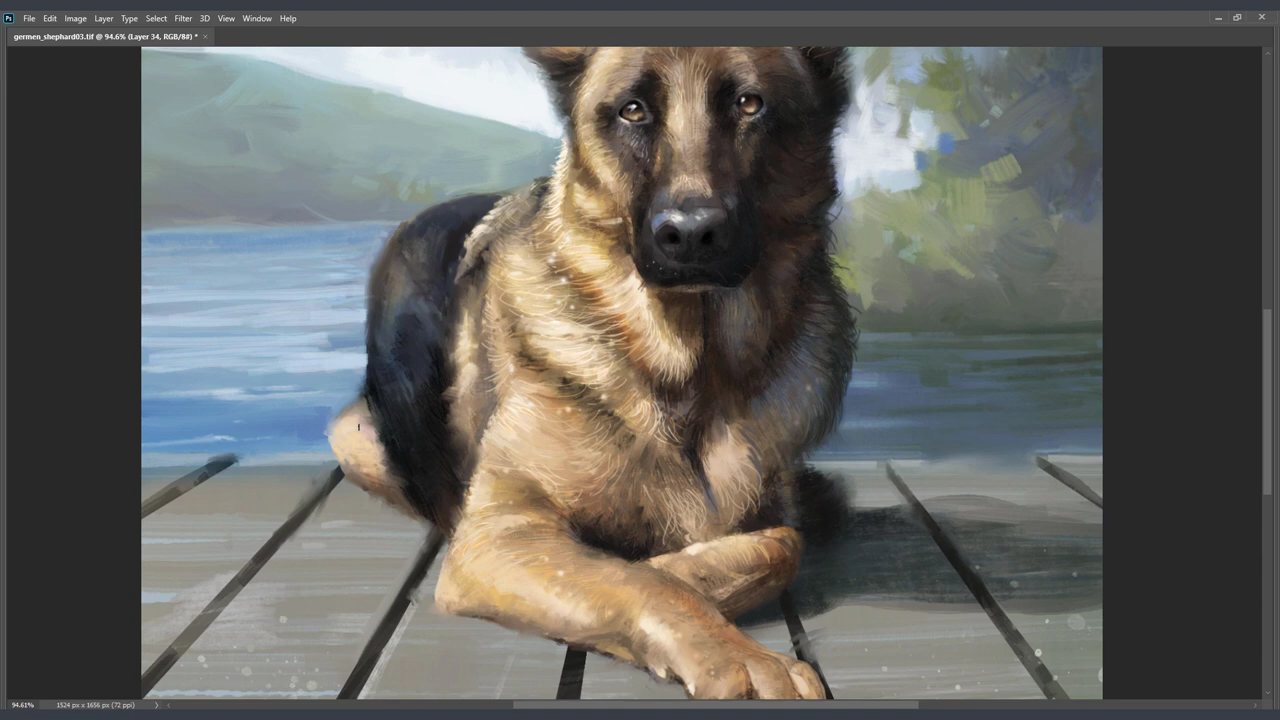 Ps File Edit Image Layer Type Select Filter 3D View Window Help
germen_shephard03.tif @ 94.6% (Layer 34, RGB/8#) *
94.61% 1524 px x 1656 px (72 ppi)